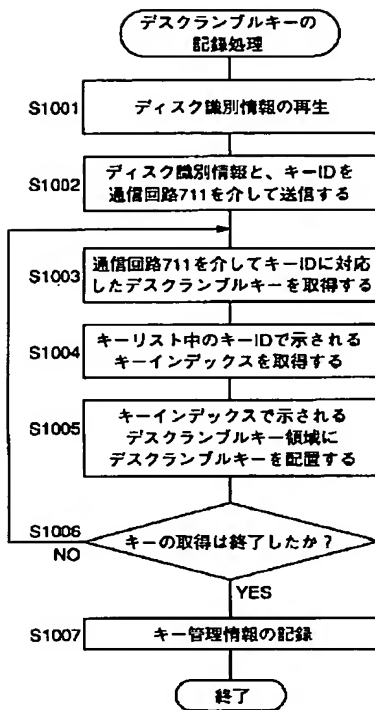 デスクランブルキーの
記録処理
S1001
ディスク識別情報の再生
S1002
ディスク識別情報と、キーIDを
通信回路711を介して送信する
S1003
通信回路711を介してキーIDに対応
したデスクランブルキーを取得する
S1004
キーリスト中のキーIDで示される
キーインデックスを取得する
S1005
キーインデックスで示される
デスクランブルキー領域に
デスクランブルキーを配置する
S1006
キーの取得は終了したか？
NO
YES
S1007
キー管理情報の記録
終了